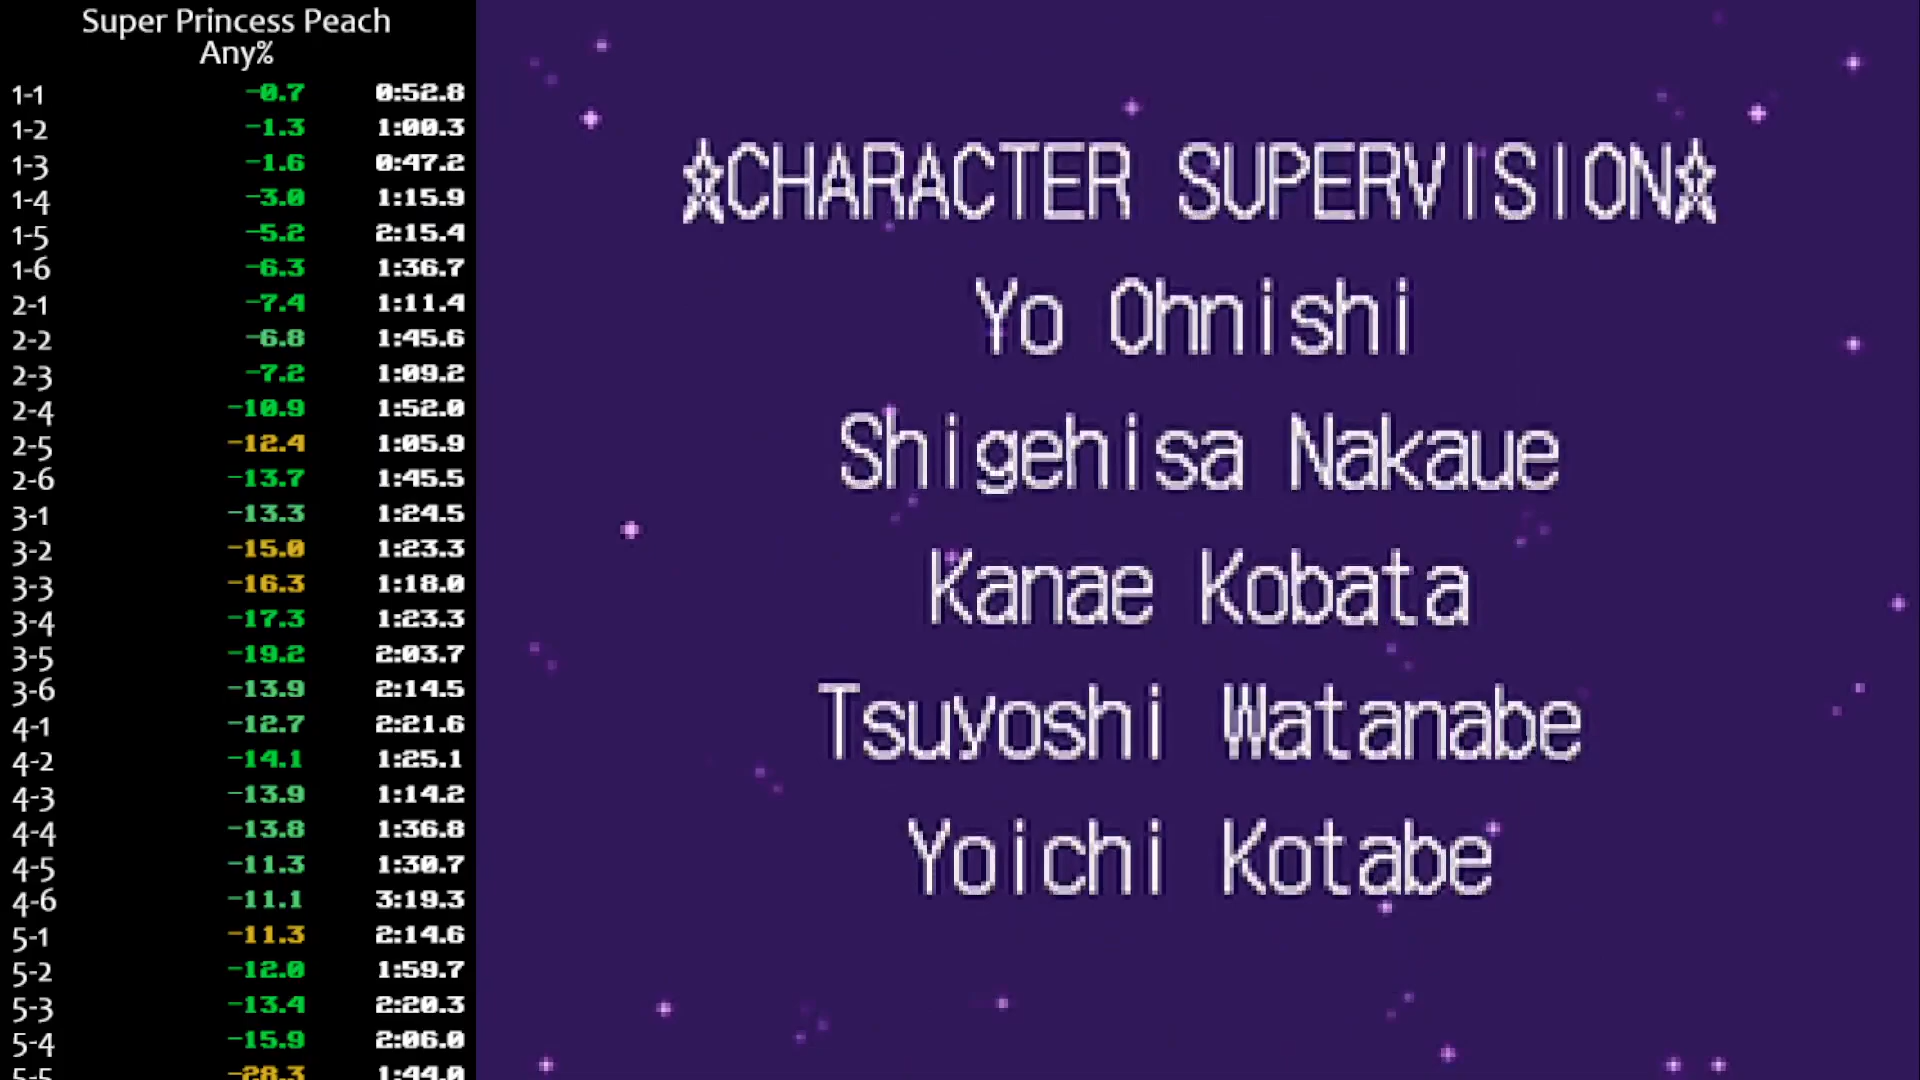 Super Princess Peach
Any%
1-1 -0.7 0:52.8
1-2 -1.3 1:00.3
1-3 -1.6 0:47.2
1-4 -3.0 1:15.9
1-5 -5.2 2:15.4
1-6 -6.3 1:36.7
2-1 -7.4 1:11.4
2-2 -6.8 1:45.6
2-3 -7.2 1:09.2
2-4 -10.9 1:52.0
2-5 -12.4 1:05.9
2-6 -13.7 1:45.5
3-1 -13.3 1:24.5
3-2 -15.0 1:23.3
3-3 -16.3 1:18.0
3-4 -17.3 1:23.3
3-5 -19.2 2:03.7
3-6 -13.9 2:14.5
4-1 -12.7 2:21.6
4-2 -14.1 1:25.1
4-3 -13.9 1:14.2
4-4 -13.8 1:36.8
4-5 -11.3 1:30.7
4-6 -11.1 3:19.3
5-1 -11.3 2:14.6
5-2 -12.0 1:59.7
5-3 -13.4 2:20.3
5-4 -15.9 2:06.0
5-5 -28.3 1:44.0
☆CHARACTER SUPERVISION☆
Yo Ohnishi
Shigehisa Nakaue
Kanae Kobata
Tsuyoshi Watanabe
Yoichi Kotabe